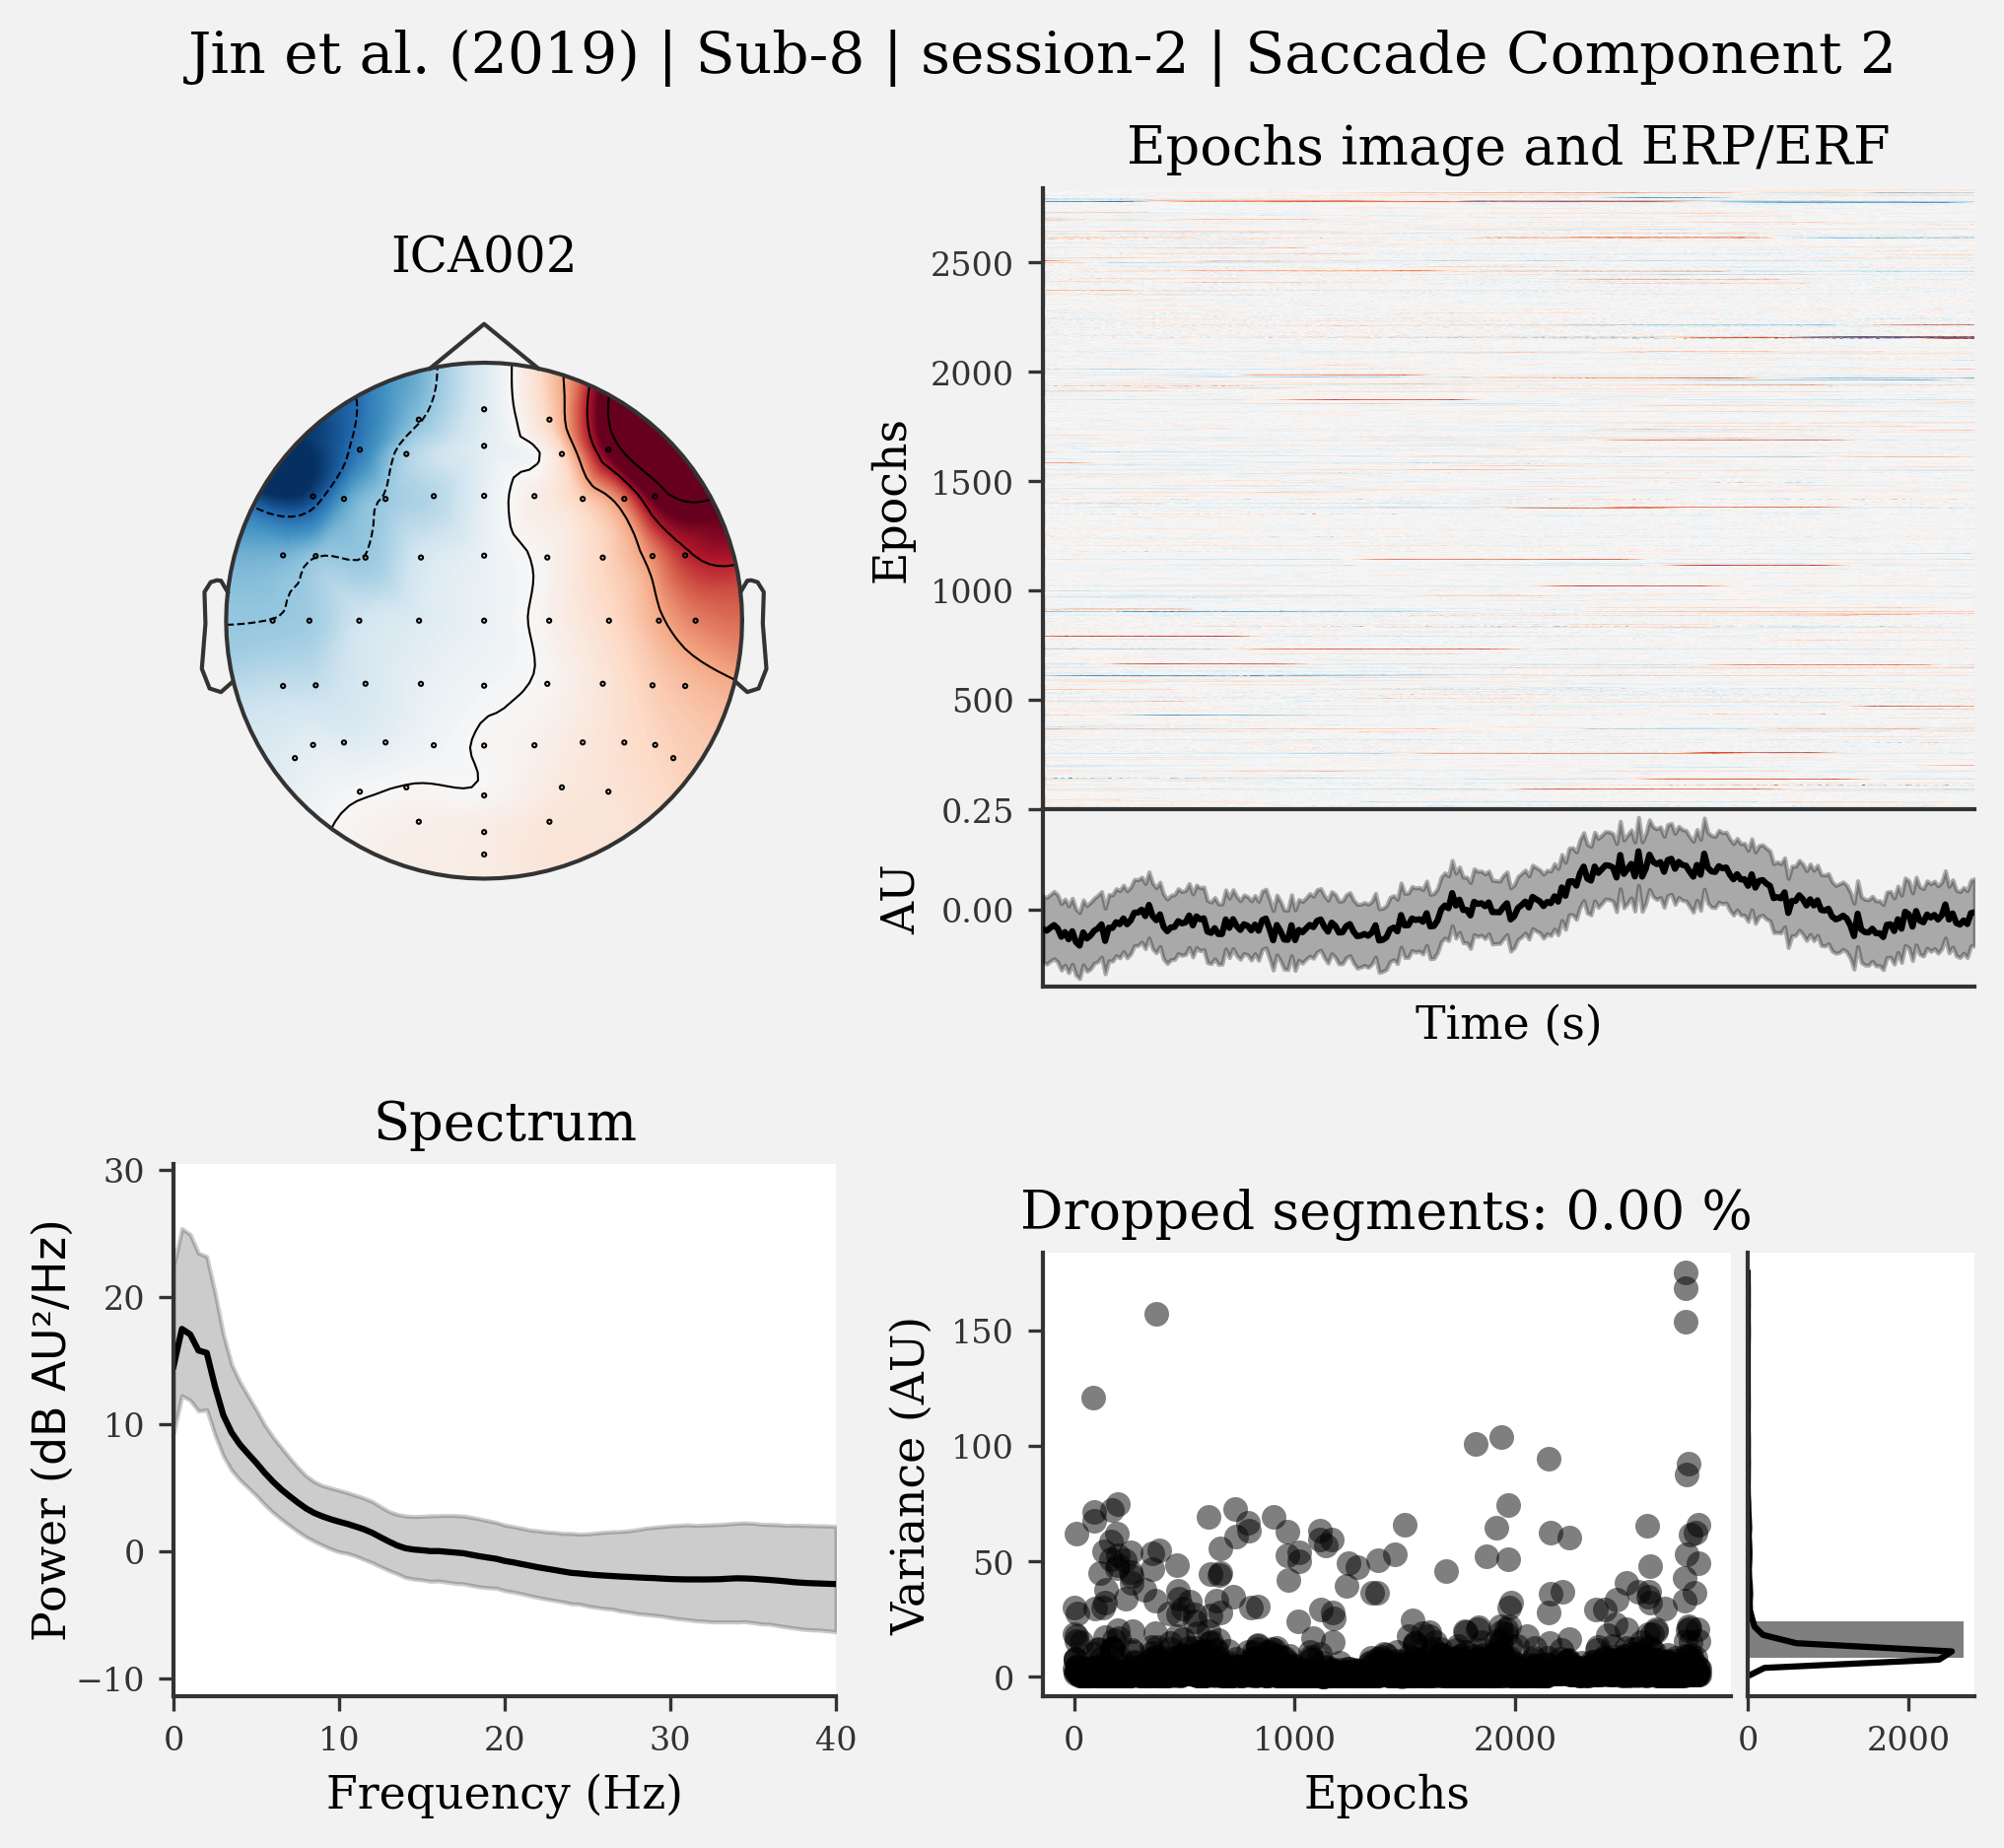 Jin et al. (2019) | Sub-8 | session-2 | Saccade Component 2
ICA002
Epochs image and ERP/ERF
Epochs
2500
2000
1500
1000
500
0.25
0.00
AU
Time (s)
Spectrum
Power (dB AU²/Hz)
30
20
10
0
−10
0 10 20 30 40
Frequency (Hz)
Dropped segments: 0.00 %
Variance (AU)
150
100
50
0
0 1000 2000
0 2000
Epochs